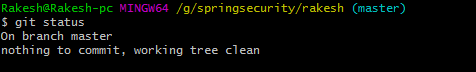 Rakesh@Rakesh-pc MINGW64 /g/springsecurity/rakesh (master)
$ git status
On branch master
nothing to commit, working tree clean